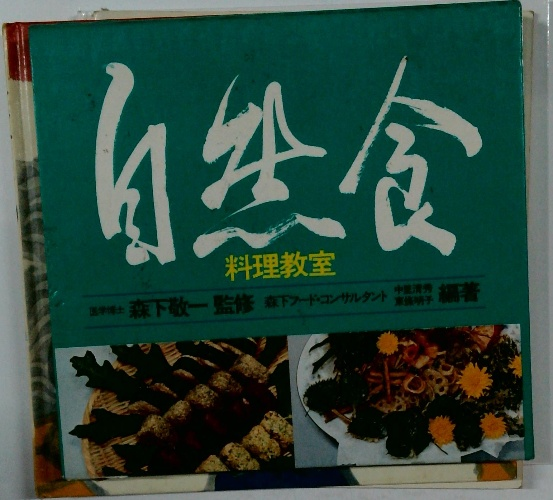 自然食
料理教室
医学博士 森下敬一 監修 森下フード・コンサルタント 編著